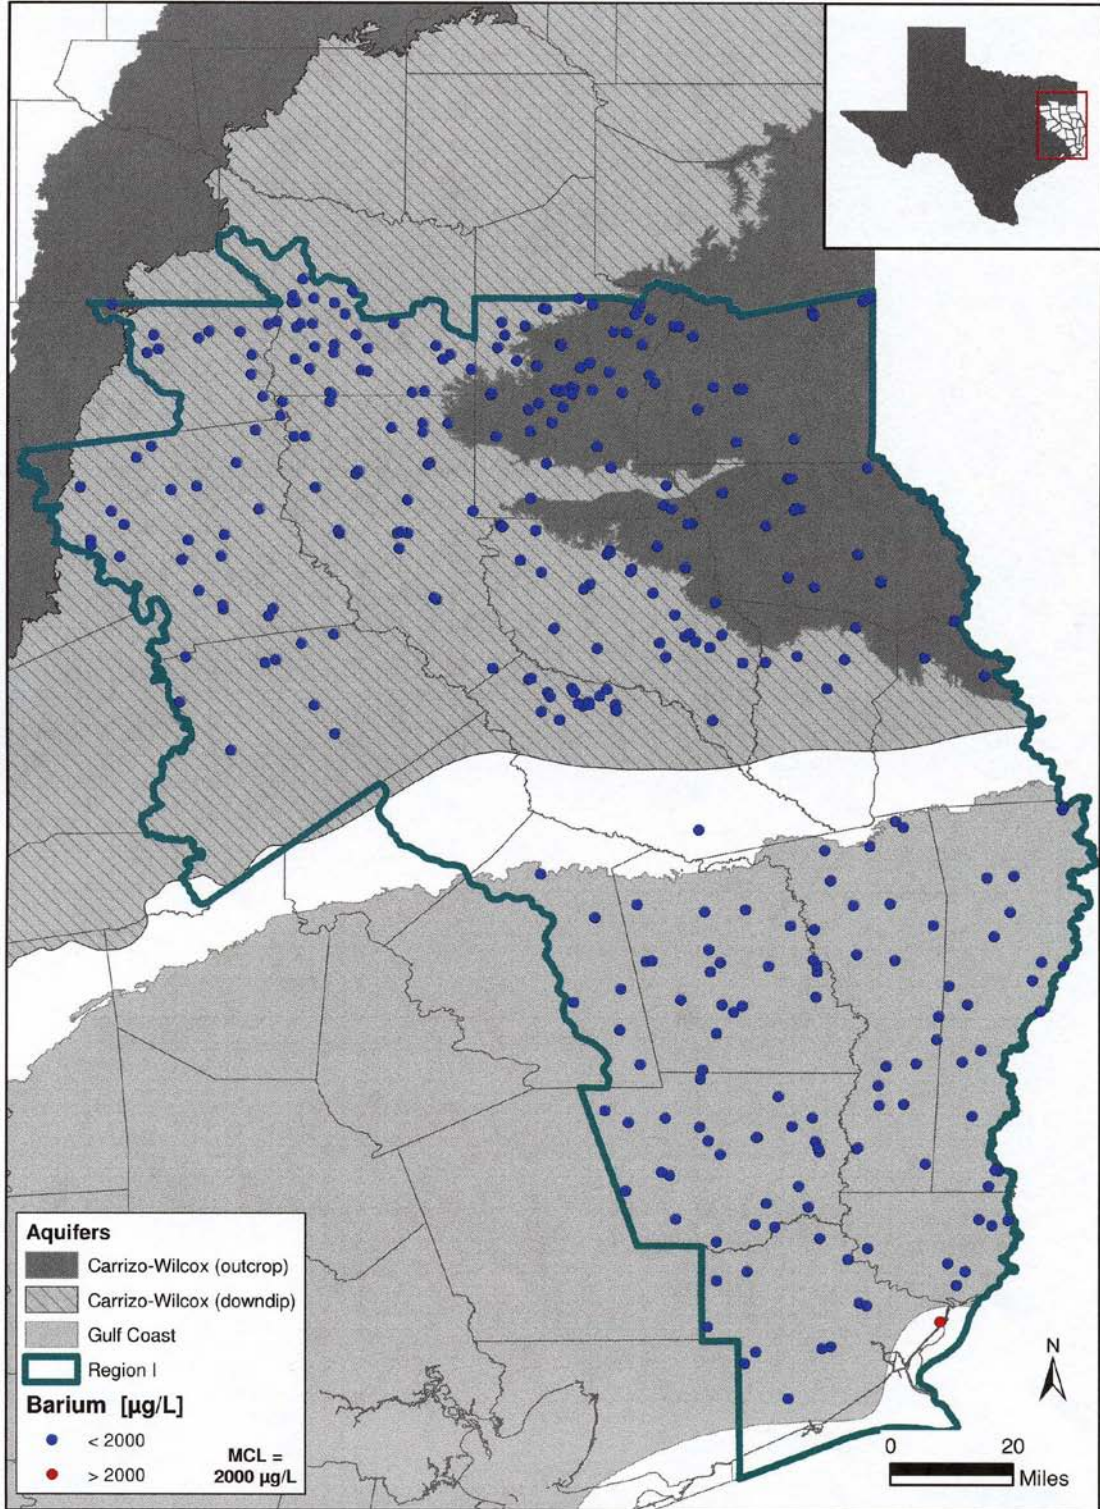 Aquifers
Carrizo-Wilcox (outcrop)
Carrizo-Wilcox (downdip)
Gulf Coast
Region I
Barium [µg/L]
< 2000
> 2000
MCL =
2000 µg/L
N
0 20
Miles